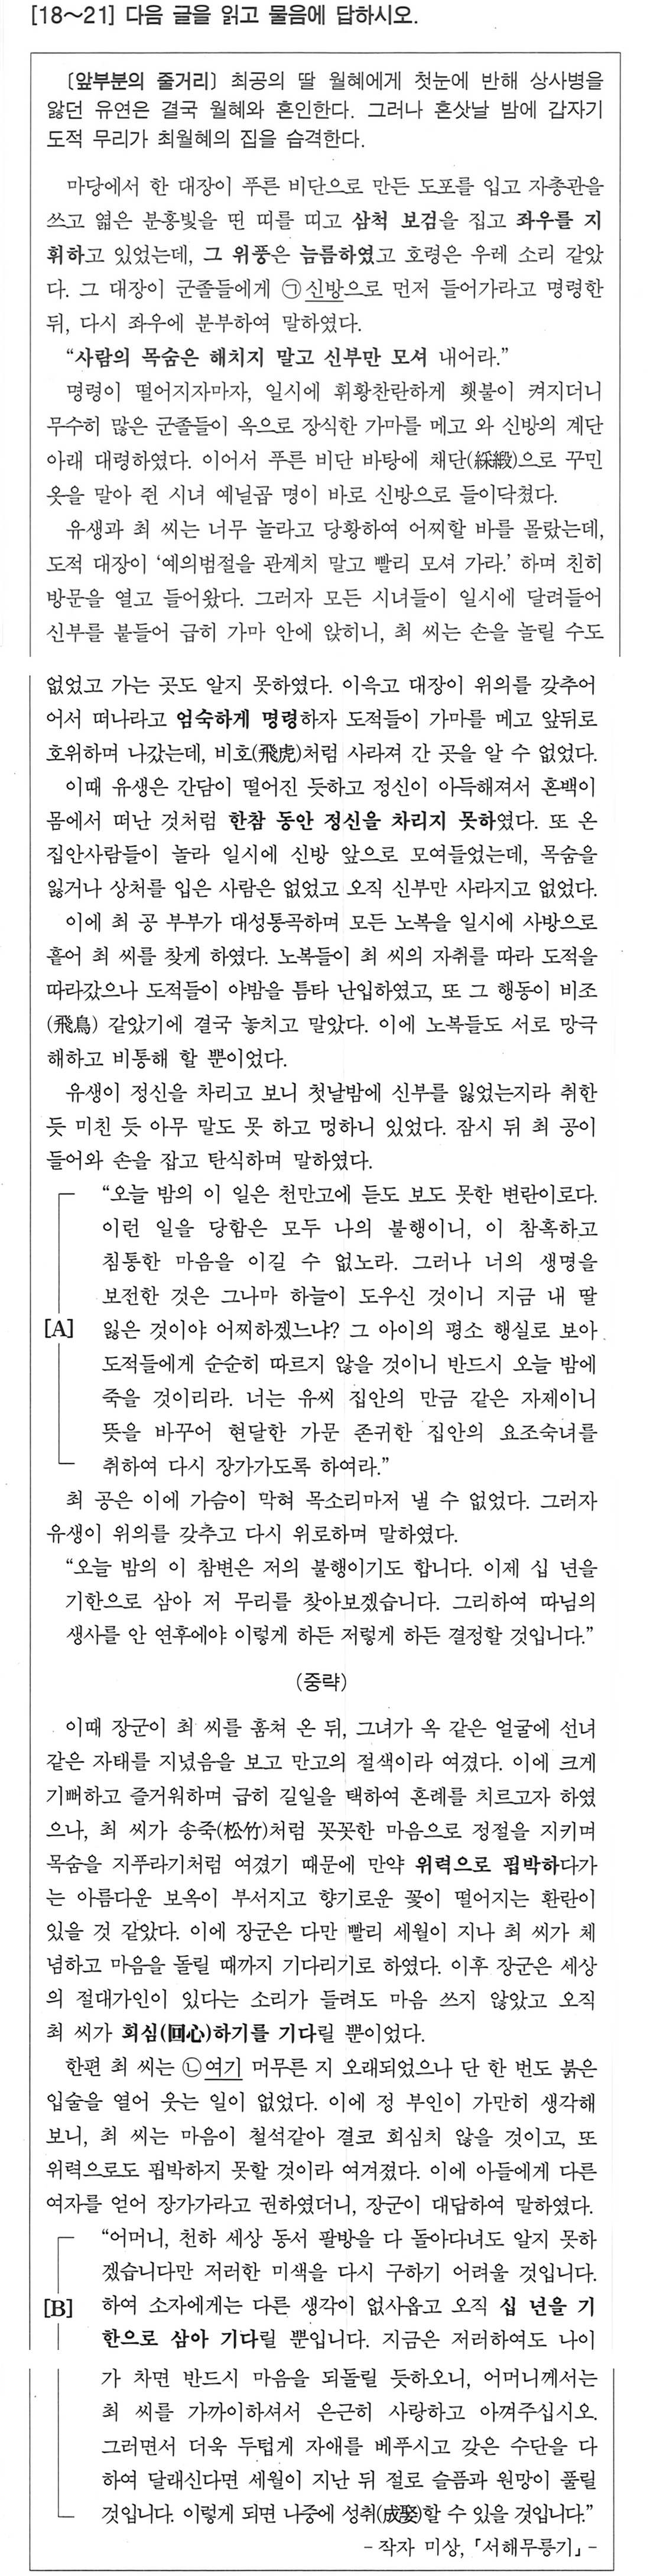 [18～21] 다음 글을 읽고 물음에 답하시오.
〔앞부분의 줄거리〕 최공의 딸 월혜에게 첫눈에 반해 상사병을
앓던 유연은 결국 월혜와 혼인한다. 그러나 혼삿날 밤에 갑자기
도적 무리가 최월혜의 집을 습격한다.
마당에서 한 대장이 푸른 비단으로 만든 도포를 입고 자총관을
쓰고 엷은 분홍빛을 띤 띠를 띠고 삼척 보검을 집고 좌우를 지
휘하고 있었는데, 그 위풍은 늠름하였고 호령은 우레 소리 같았
다. 그 대장이 군졸들에게 ㉠신방으로 먼저 들어가라고 명령한
뒤, 다시 좌우에 분부하여 말하였다.
“사람의 목숨은 해치지 말고 신부만 모셔 내어라.”
명령이 떨어지자마자, 일시에 휘황찬란하게 횃불이 켜지더니
무수히 많은 군졸들이 옥으로 장식한 가마를 메고 와 신방의 계단
아래 대령하였다. 이어서 푸른 비단 바탕에 채단(綵緞)으로 꾸민
옷을 말아 쥔 시녀 예닐곱 명이 바로 신방으로 들이닥쳤다.
유생과 최 씨는 너무 놀라고 당황하여 어찌할 바를 몰랐는데,
도적 대장이 ‘예의범절을 관계치 말고 빨리 모셔 가라.’ 하며 친히
방문을 열고 들어왔다. 그러자 모든 시녀들이 일시에 달려들어
신부를 붙들어 급히 가마 안에 앉히니, 최 씨는 손을 놀릴 수도
없었고 가는 곳도 알지 못하였다. 이윽고 대장이 위의를 갖추어
어서 떠나라고 엄숙하게 명령하자 도적들이 가마를 메고 앞뒤로
호위하며 나갔는데, 비호(飛虎)처럼 사라져 간 곳을 알 수 없었다.
이때 유생은 간담이 떨어진 듯하고 정신이 아득해져서 혼백이
몸에서 떠난 것처럼 한참 동안 정신을 차리지 못하였다. 또 온
집안사람들이 놀라 일시에 신방 앞으로 모여들었는데, 목숨을
잃거나 상처를 입은 사람은 없었고 오직 신부만 사라지고 없었다.
이에 최 공 부부가 대성통곡하며 모든 노복을 일시에 사방으로
흩어 최 씨를 찾게 하였다. 노복들이 최 씨의 자취를 따라 도적을
따라갔으나 도적들이 야밤을 틈타 난입하였고, 또 그 행동이 비조
(飛鳥) 같았기에 결국 놓치고 말았다. 이에 노복들도 서로 망극
해하고 비통해 할 뿐이었다.
유생이 정신을 차리고 보니 첫날밤에 신부를 잃었는지라 취한
듯 미친 듯 아무 말도 못 하고 멍하니 있었다. 잠시 뒤 최 공이
들어와 손을 잡고 탄식하며 말하였다.
“오늘 밤의 이 일은 천만고에 듣도 보도 못한 변란이로다.
이런 일을 당함은 모두 나의 불행이니, 이 참혹하고
침통한 마음을 이길 수 없노라. 그러나 너의 생명을
보전한 것은 그나마 하늘이 도우신 것이니 지금 내 딸
[A] 잃은 것이야 어찌하겠느냐? 그 아이의 평소 행실로 보아
도적들에게 순순히 따르지 않을 것이니 반드시 오늘 밤에
죽을 것이리라. 너는 유씨 집안의 만금 같은 자제이니
뜻을 바꾸어 현달한 가문 존귀한 집안의 요조숙녀를
취하여 다시 장가가도록 하여라.”
최 공은 이에 가슴이 막혀 목소리마저 낼 수 없었다. 그러자
유생이 위의를 갖추고 다시 위로하며 말하였다.
“오늘 밤의 이 참변은 저의 불행이기도 합니다. 이제 십 년을
기한으로 삼아 저 무리를 찾아보겠습니다. 그리하여 따님의
생사를 안 연후에야 이렇게 하든 저렇게 하든 결정할 것입니다.”
(중략)
이때 장군이 최 씨를 훔쳐 온 뒤, 그녀가 옥 같은 얼굴에 선녀
같은 자태를 지녔음을 보고 만고의 절색이라 여겼다. 이에 크게
기뻐하고 즐거워하며 급히 길일을 택하여 혼례를 치르고자 하였
으나, 최 씨가 송죽(松竹)처럼 꼿꼿한 마음으로 정절을 지키며
목숨을 지푸라기처럼 여겼기 때문에 만약 위력으로 핍박하다가
는 아름다운 보옥이 부서지고 향기로운 꽃이 떨어지는 환란이
있을 것 같았다. 이에 장군은 다만 빨리 세월이 지나 최 씨가 체
념하고 마음을 돌릴 때까지 기다리기로 하였다. 이후 장군은 세상
의 절대가인이 있다는 소리가 들려도 마음 쓰지 않았고 오직
최 씨가 회심(回心)하기를 기다릴 뿐이었다.
한편 최 씨는 ㉡여기 머무른 지 오래되었으나 단 한 번도 붉은
입술을 열어 웃는 일이 없었다. 이에 정 부인이 가만히 생각해
보니, 최 씨는 마음이 철석같아 결코 회심치 않을 것이고, 또
위력으로도 핍박하지 못할 것이라 여겨졌다. 이에 아들에게 다른
여자를 얻어 장가가라고 권하였더니, 장군이 대답하여 말하였다.
“어머니, 천하 세상 동서 팔방을 다 돌아다녀도 알지 못하
겠습니다만 저러한 미색을 다시 구하기 어려울 것입니다.
[B] 하여 소자에게는 다른 생각이 없사옵고 오직 십 년을 기
한으로 삼아 기다릴 뿐입니다. 지금은 저러하여도 나이
가 차면 반드시 마음을 되돌릴 듯하오니, 어머니께서는
최 씨를 가까이하셔서 은근히 사랑하고 아껴주십시오.
그러면서 더욱 두텁게 자애를 베푸시고 갖은 수단을 다
하여 달래신다면 세월이 지난 뒤 절로 슬픔과 원망이 풀릴
것입니다. 이렇게 되면 나중에 성취(成娶)할 수 있을 것입니다.”
- 작자 미상, 「서해무릉기」 -